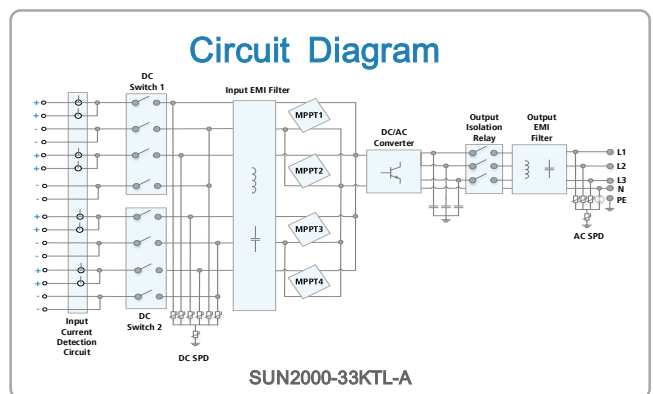 Circuit Diagram
DC
Switch 1
Input EMI Filter
MPPT1
MPPT2
MPPT3
MPPT4
DC/AC
Converter
Output
Isolation
Relay
Output
EMI
Filter
L1
L2
L3
N
PE
AC SPD
+
+
-
-
+
+
-
-
+
+
-
-
+
+
-
-
Input
Current
Detection
Circuit
DC
Switch 2
DC SPD
SUN2000-33KTL-A